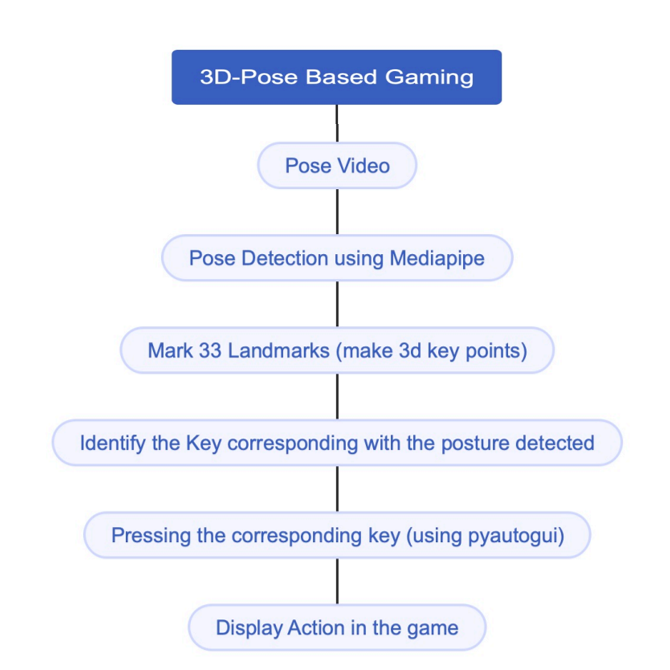 3D-Pose Based Gaming
Pose Video
Pose Detection using Mediapipe
Mark 33 Landmarks (make 3d key points)
Identify the Key corresponding with the posture detected
Pressing the corresponding key (using pyautogui)
Display Action in the game